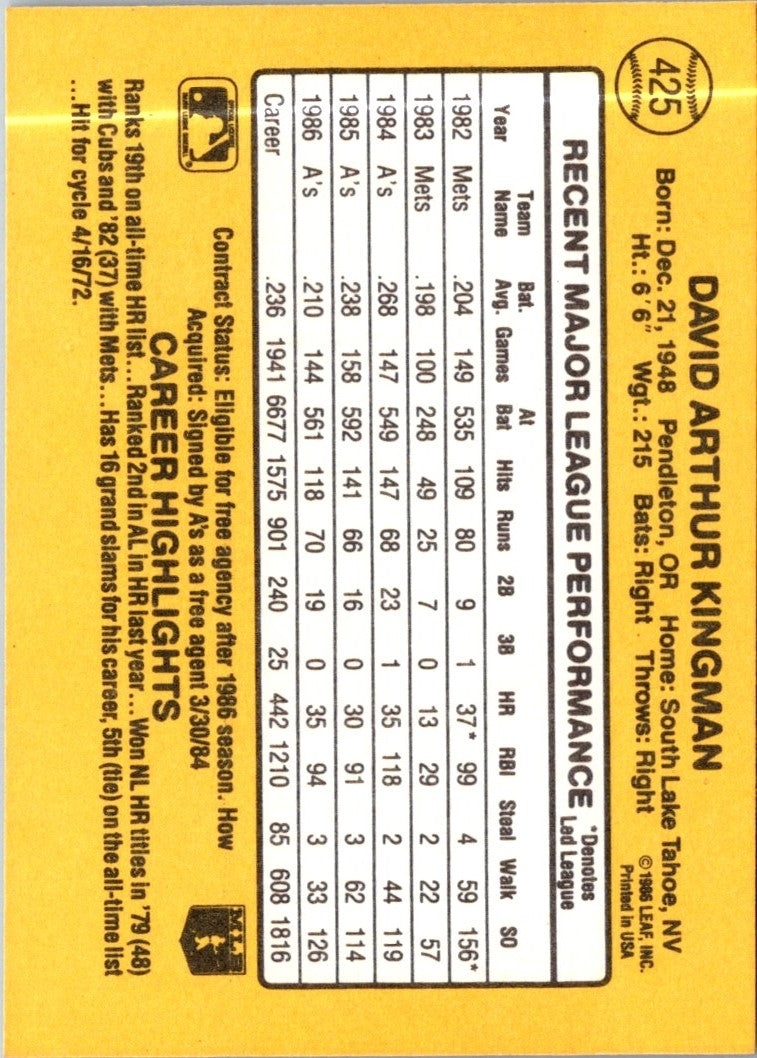 425
DAVID ARTHUR KINGMAN
Born: Dec. 21, 1948 Pendleton, OR Home: South Lake Tahoe, NV
Ht.: 6'6" Wgt.: 215 Bats: Right Throws: Right
©1986 LEAF, INC.
Printed in USA
RECENT MAJOR LEAGUE PERFORMANCE
*Denotes
Led League
Year Team Name Bat. Avg. Games At Bat Hits Runs 2B 3B HR RBI Steal Walk SO
1982 Mets .204 149 535 109 80 9 1 37* 99 4 59 156*
1983 Mets .198 100 248 49 25 7 0 13 29 2 22 57
1984 A's .268 147 549 147 68 23 1 35 118 2 44 119
1985 A's .238 158 592 141 66 16 0 30 91 3 62 114
1986 A's .210 144 561 118 70 19 0 35 94 3 33 126
Career .236 1941 6677 1575 901 240 25 442 1210 85 608 1816
Contract Status: Eligible for free agency after 1986 season. How
Acquired: Signed by A's as a free agent 3/30/84
MLB
CAREER HIGHLIGHTS
Ranks 19th on all-time HR list...Ranked 2nd in AL in HR last year...Won NL HR titles in '79 (48)
with Cubs and '82 (37) with Mets...Has 16 grand slams for his career, 5th (tie) on the all-time list
...Hit for cycle 4/16/72.